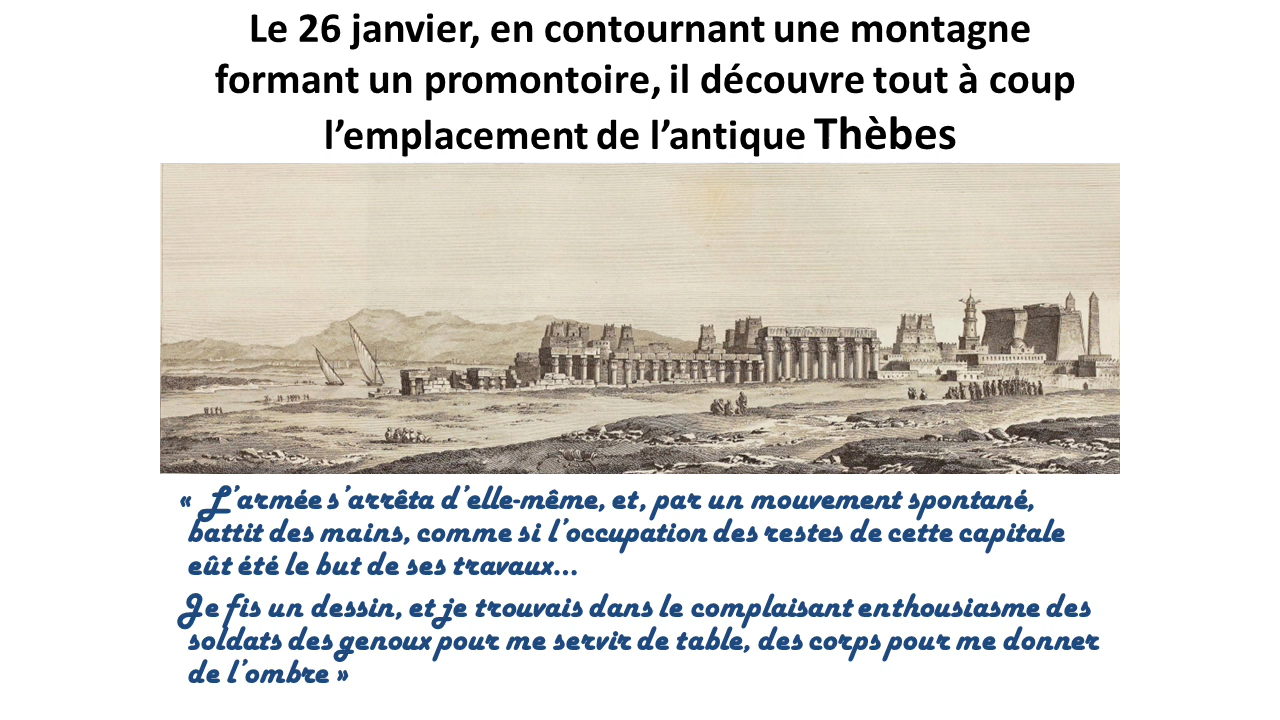 Le 26 janvier, en contournant une montagne
formant un promontoire, il découvre tout à coup
l’emplacement de l’antique Thèbes
« L’armée s’arrêta d’elle-même, et, par un mouvement spontané,
battit des mains, comme si l’occupation des restes de cette capitale
eût été le but de ses travaux…
Je fis un dessin, et je trouvais dans le complaisant enthousiasme des
soldats des genoux pour me servir de table, des corps pour me donner
de l’ombre »